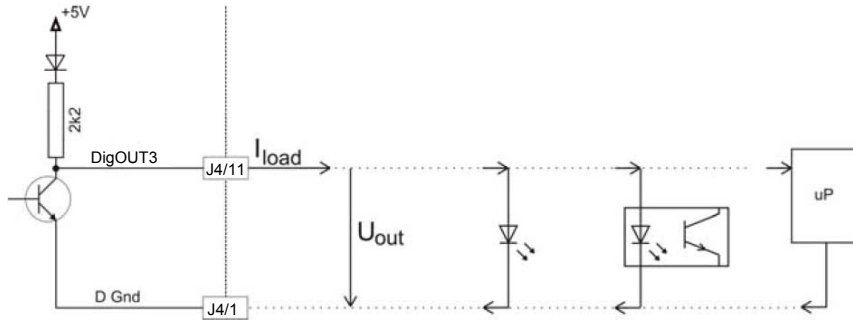 +5V
2k2
DigOUT3
J4/11
Iload
Uout
uP
D Gnd
J4/1